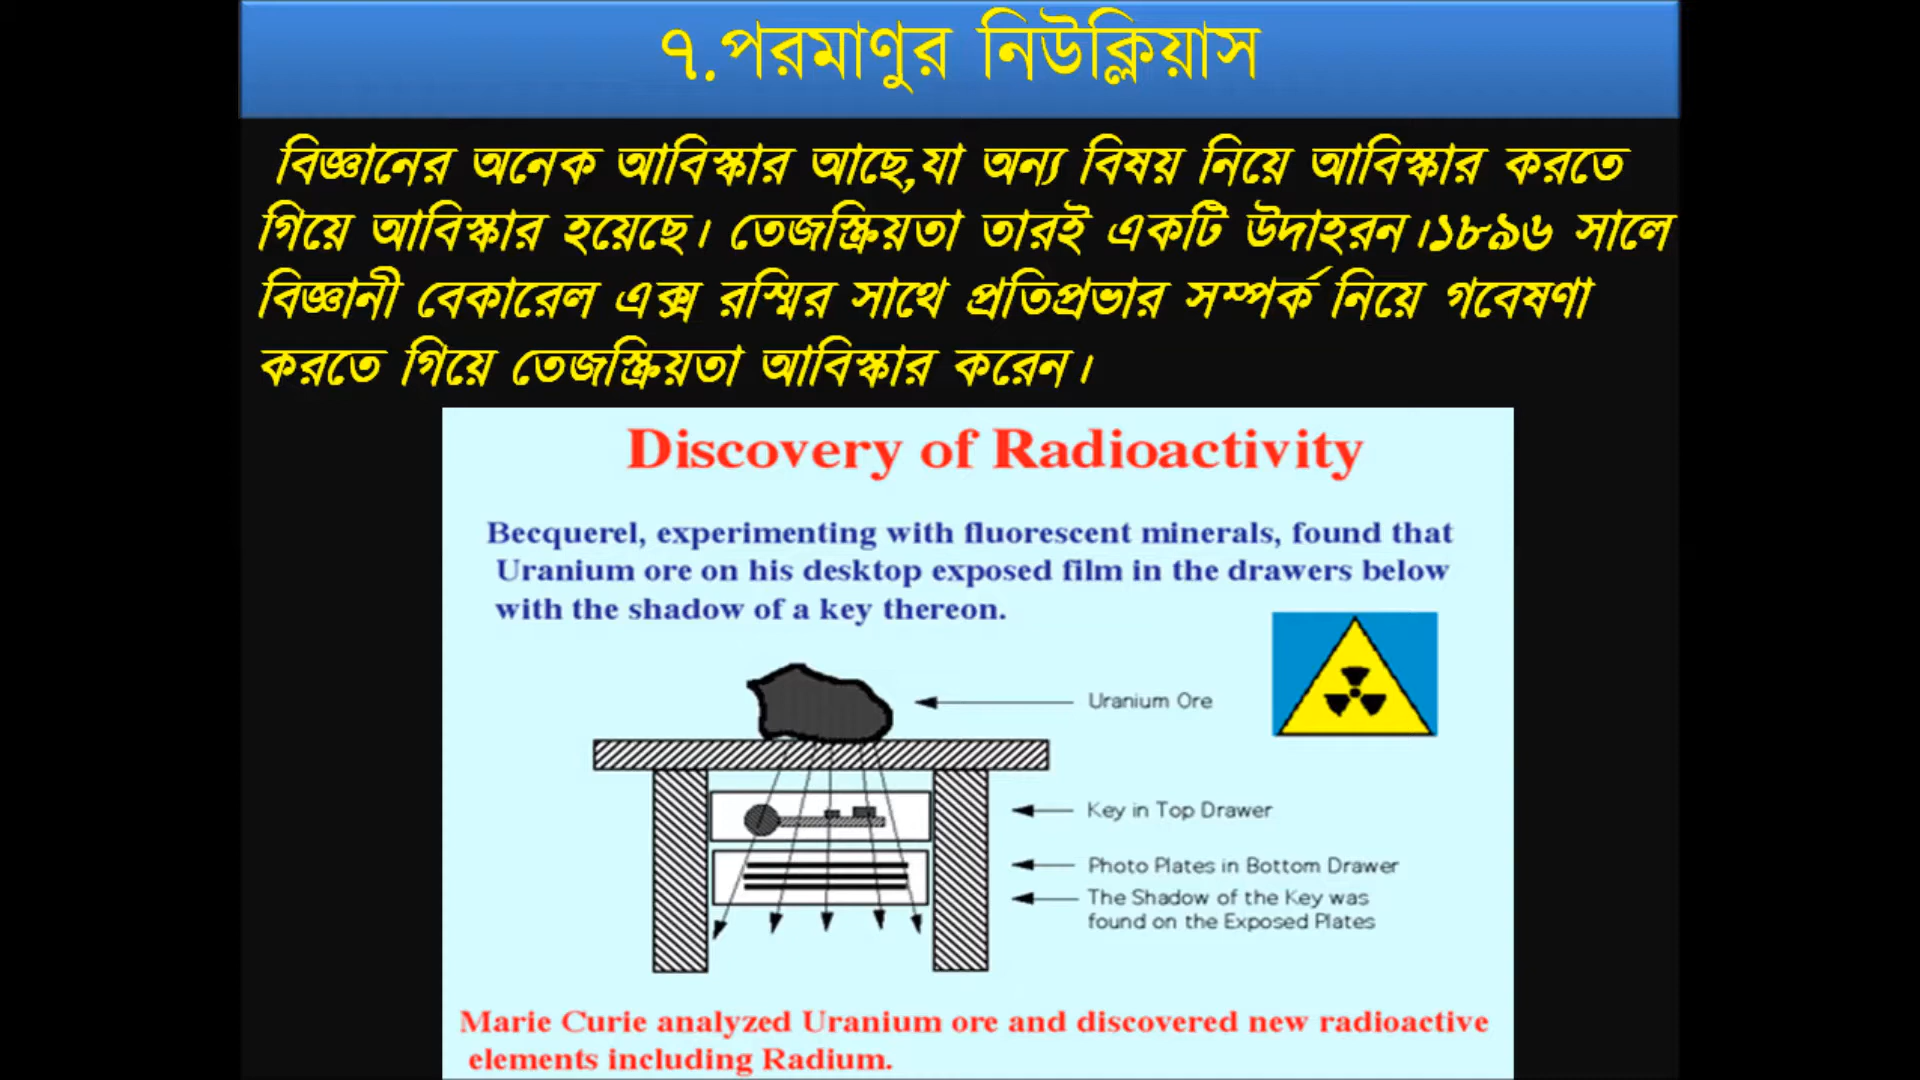 ৭.পরমাণুর নিউক্লিয়াস
বিজ্ঞানের অনেক আবিস্কার আছে,যা অন্য বিষয় নিয়ে আবিস্কার করতে
গিয়ে আবিস্কার হয়েছে। তেজস্ক্রিয়তা তারই একটি উদাহরন।১৮৯৬ সালে
বিজ্ঞানী বেকারেল এক্স রস্মির সাথে প্রতিপ্রভার সম্পর্ক নিয়ে গবেষণা
করতে গিয়ে তেজস্ক্রিয়তা আবিস্কার করেন।
Discovery of Radioactivity
Becquerel, experimenting with fluorescent minerals, found that
Uranium ore on his desktop exposed film in the drawers below
with the shadow of a key thereon.
Uranium Ore
Key in Top Drawer
Photo Plates in Bottom Drawer
The Shadow of the Key was
found on the Exposed Plates
Marie Curie analyzed Uranium ore and discovered new radioactive
elements including Radium.